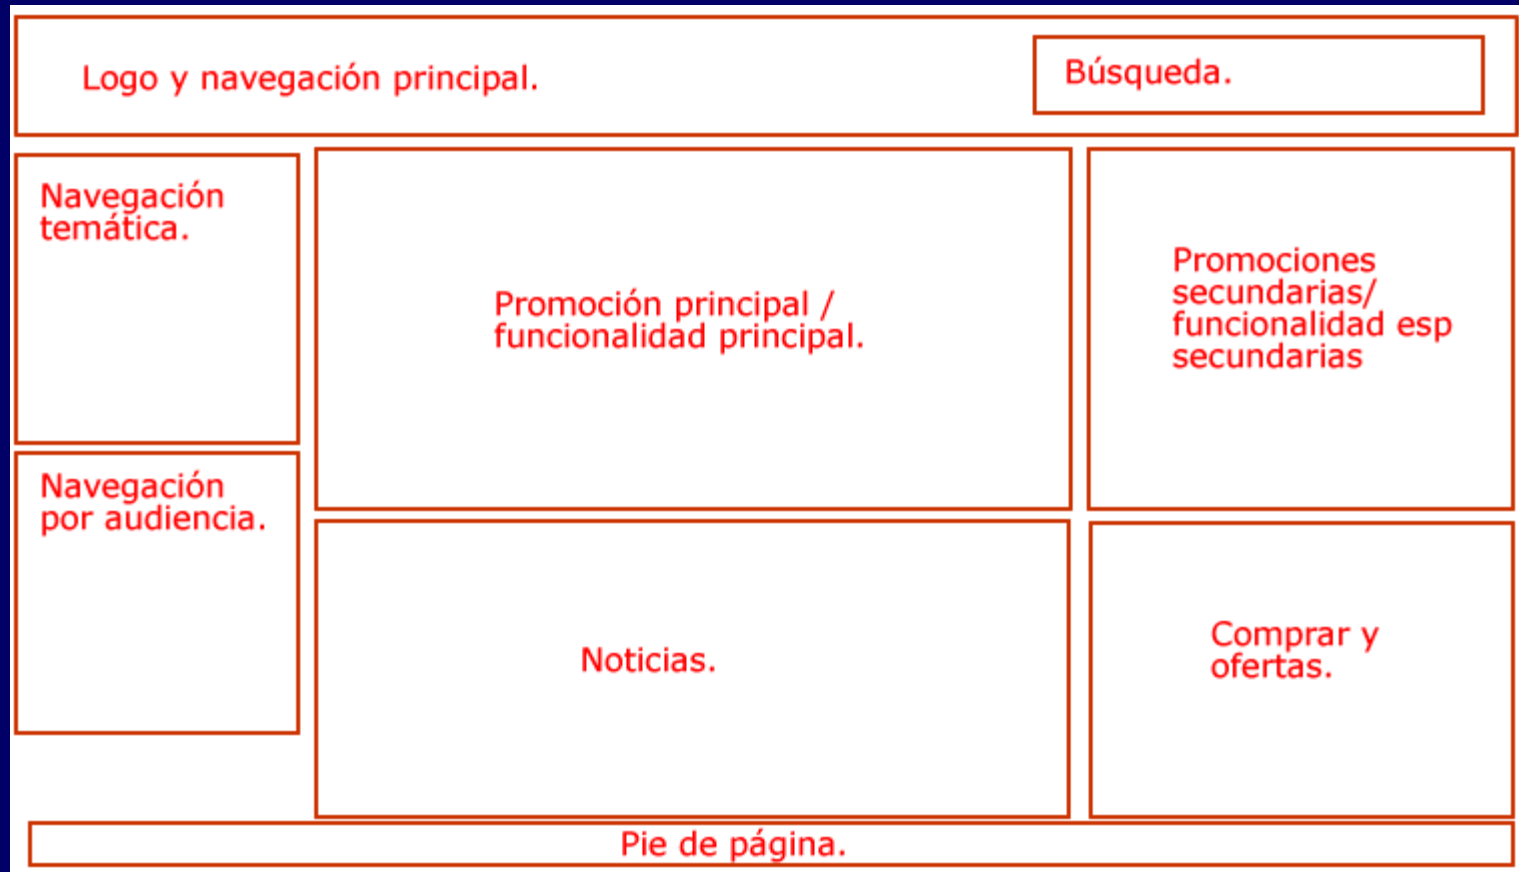 Logo y navegación principal.
Búsqueda.
Navegación
temática.
Promoción principal /
funcionalidad principal.
Promociones
secundarias/
funcionalidad esp
secundarias
Navegación
por audiencia.
Noticias.
Comprar y
ofertas.
Pie de página.